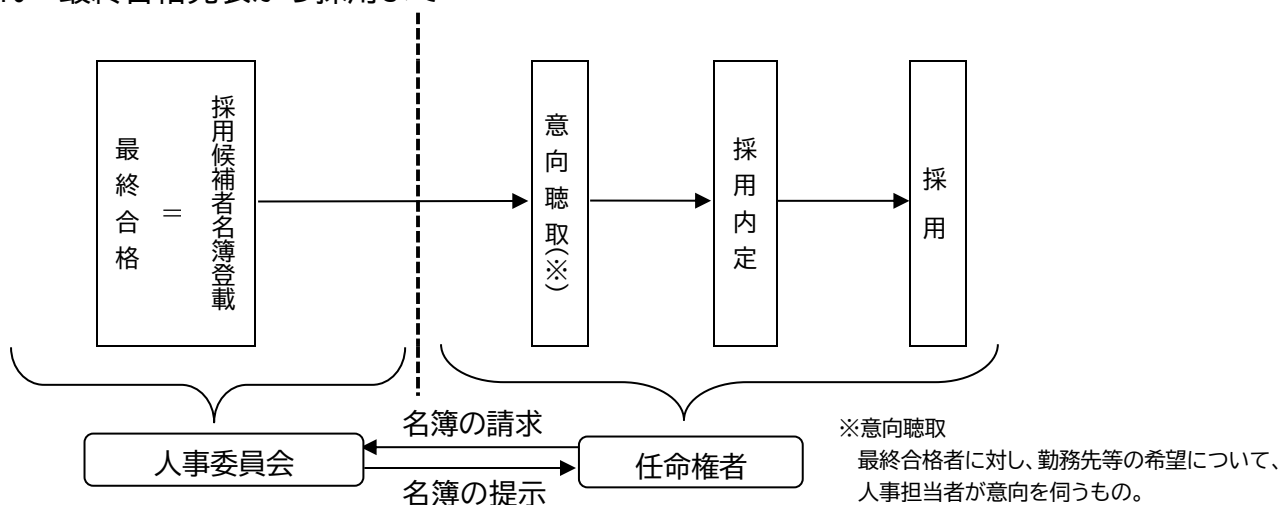 最終合格発表から採用まで
最終合格
＝
採用候補者名簿登載
意向聴取(※)
採用内定
採用
名簿の請求
人事委員会
任命権者
名簿の提示
※意向聴取
最終合格者に対し、勤務先等の希望について、
人事担当者が意向を伺うもの。